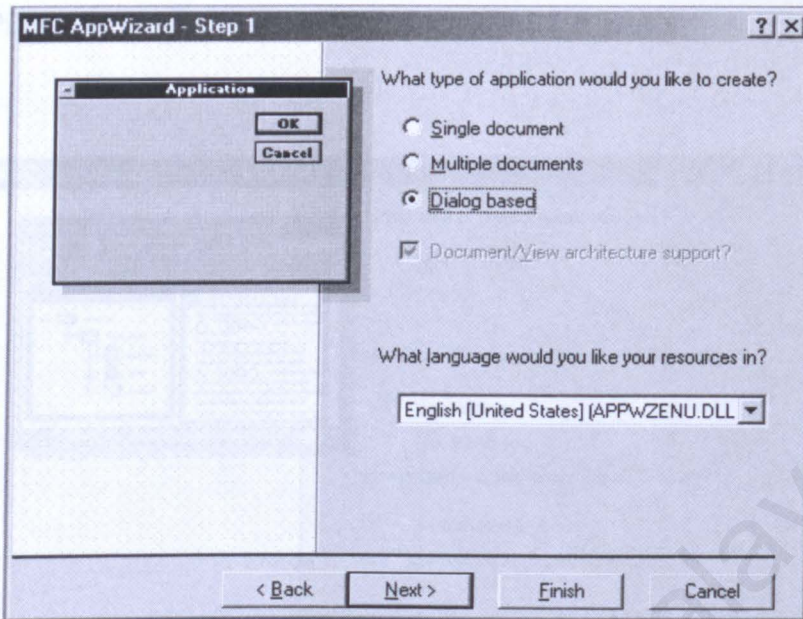 MFC AppWizard - Step 1
Application
OK
Cancel
What type of application would you like to create?
Single document
Multiple documents
Dialog based
Document/View architecture support?
What language would you like your resources in?
English [United States] (APPWZENU.DLL
< Back
Next >
Finish
Cancel